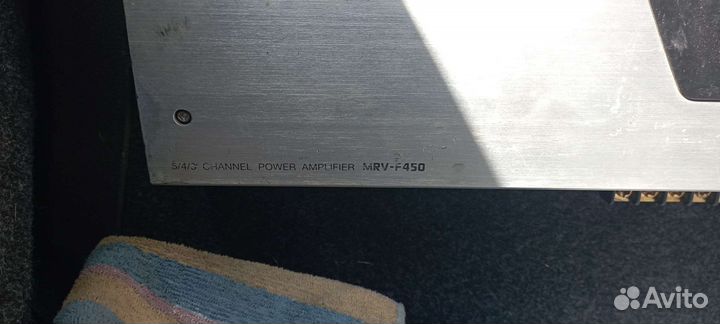 5/4/3 CHANNEL POWER AMPLIFIER MRV-F450
Avito